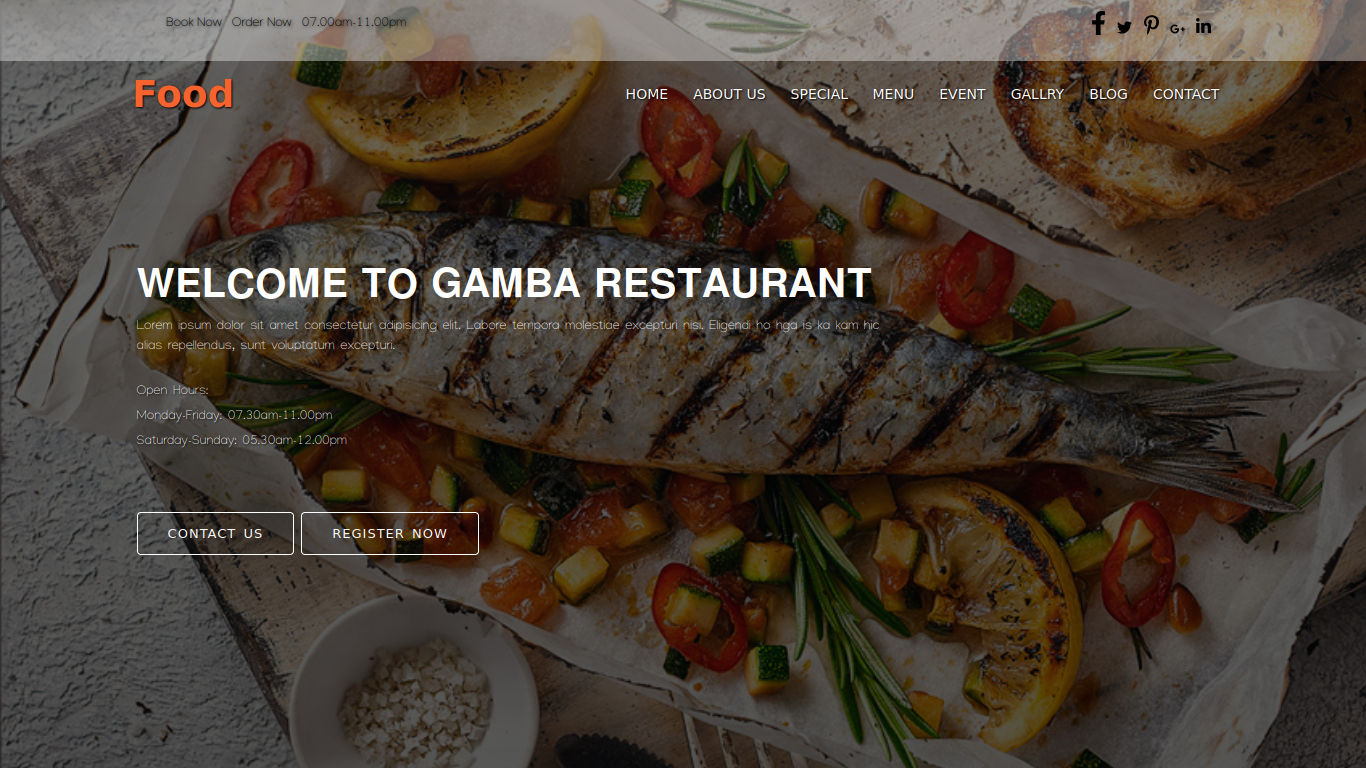 Book Now Order Now 07.00am-11.00pm
Food
HOME ABOUT US SPECIAL MENU EVENT GALLRY BLOG CONTACT
WELCOME TO GAMBA RESTAURANT
Lorem ipsum dolor sit amet consectetur adipisicing elit. Labore tempora molestiae excepturi nisi. Eligendi ho hga is ka kam hic
alias repellendus, sunt voluptatum excepturi.
Open Hours:
Monday-Friday: 07.30am-11.00pm
Saturday-Sunday: 05.30am-12.00pm
CONTACT US REGISTER NOW